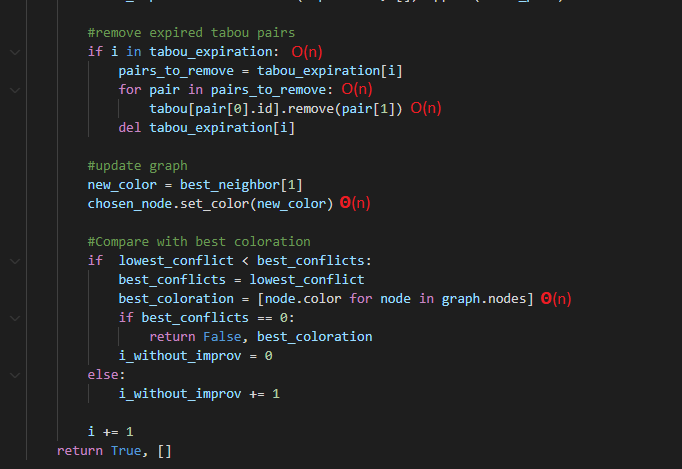 #remove expired tabou pairs
if i in tabou_expiration: O(n)
pairs_to_remove = tabou_expiration[i]
for pair in pairs_to_remove: O(n)
tabou[pair[0].id].remove(pair[1]) O(n)
del tabou_expiration[i]
#update graph
new_color = best_neighbor[1]
chosen_node.set_color(new_color) Θ(n)
#Compare with best coloration
if lowest_conflict < best_conflicts:
best_conflicts = lowest_conflict
best_coloration = [node.color for node in graph.nodes] Θ(n)
if best_conflicts == 0:
return False, best_coloration
i_without_improv = 0
else:
i_without_improv += 1
i += 1
return True, []